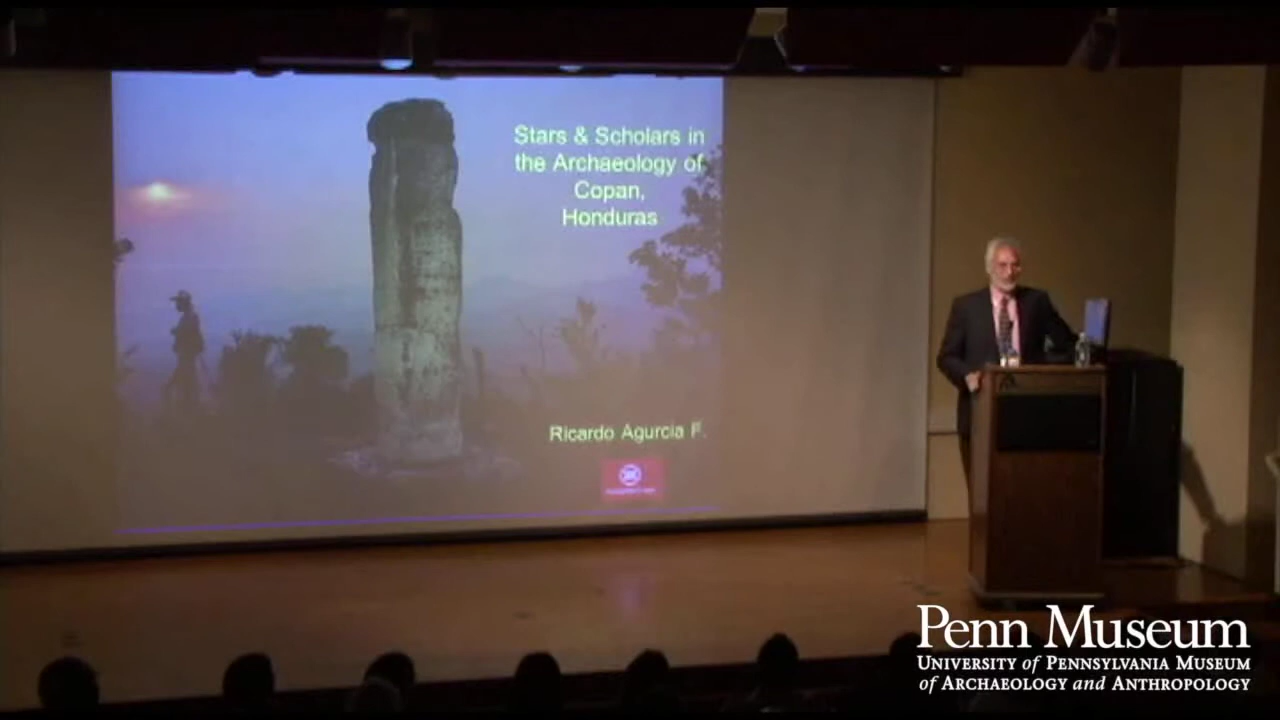 Stars & Scholars in
the Archaeology of
Copan,
Honduras
Ricardo Agurcia F.
Penn Museum
UNIVERSITY of PENNSYLVANIA MUSEUM
of ARCHAEOLOGY and ANTHROPOLOGY